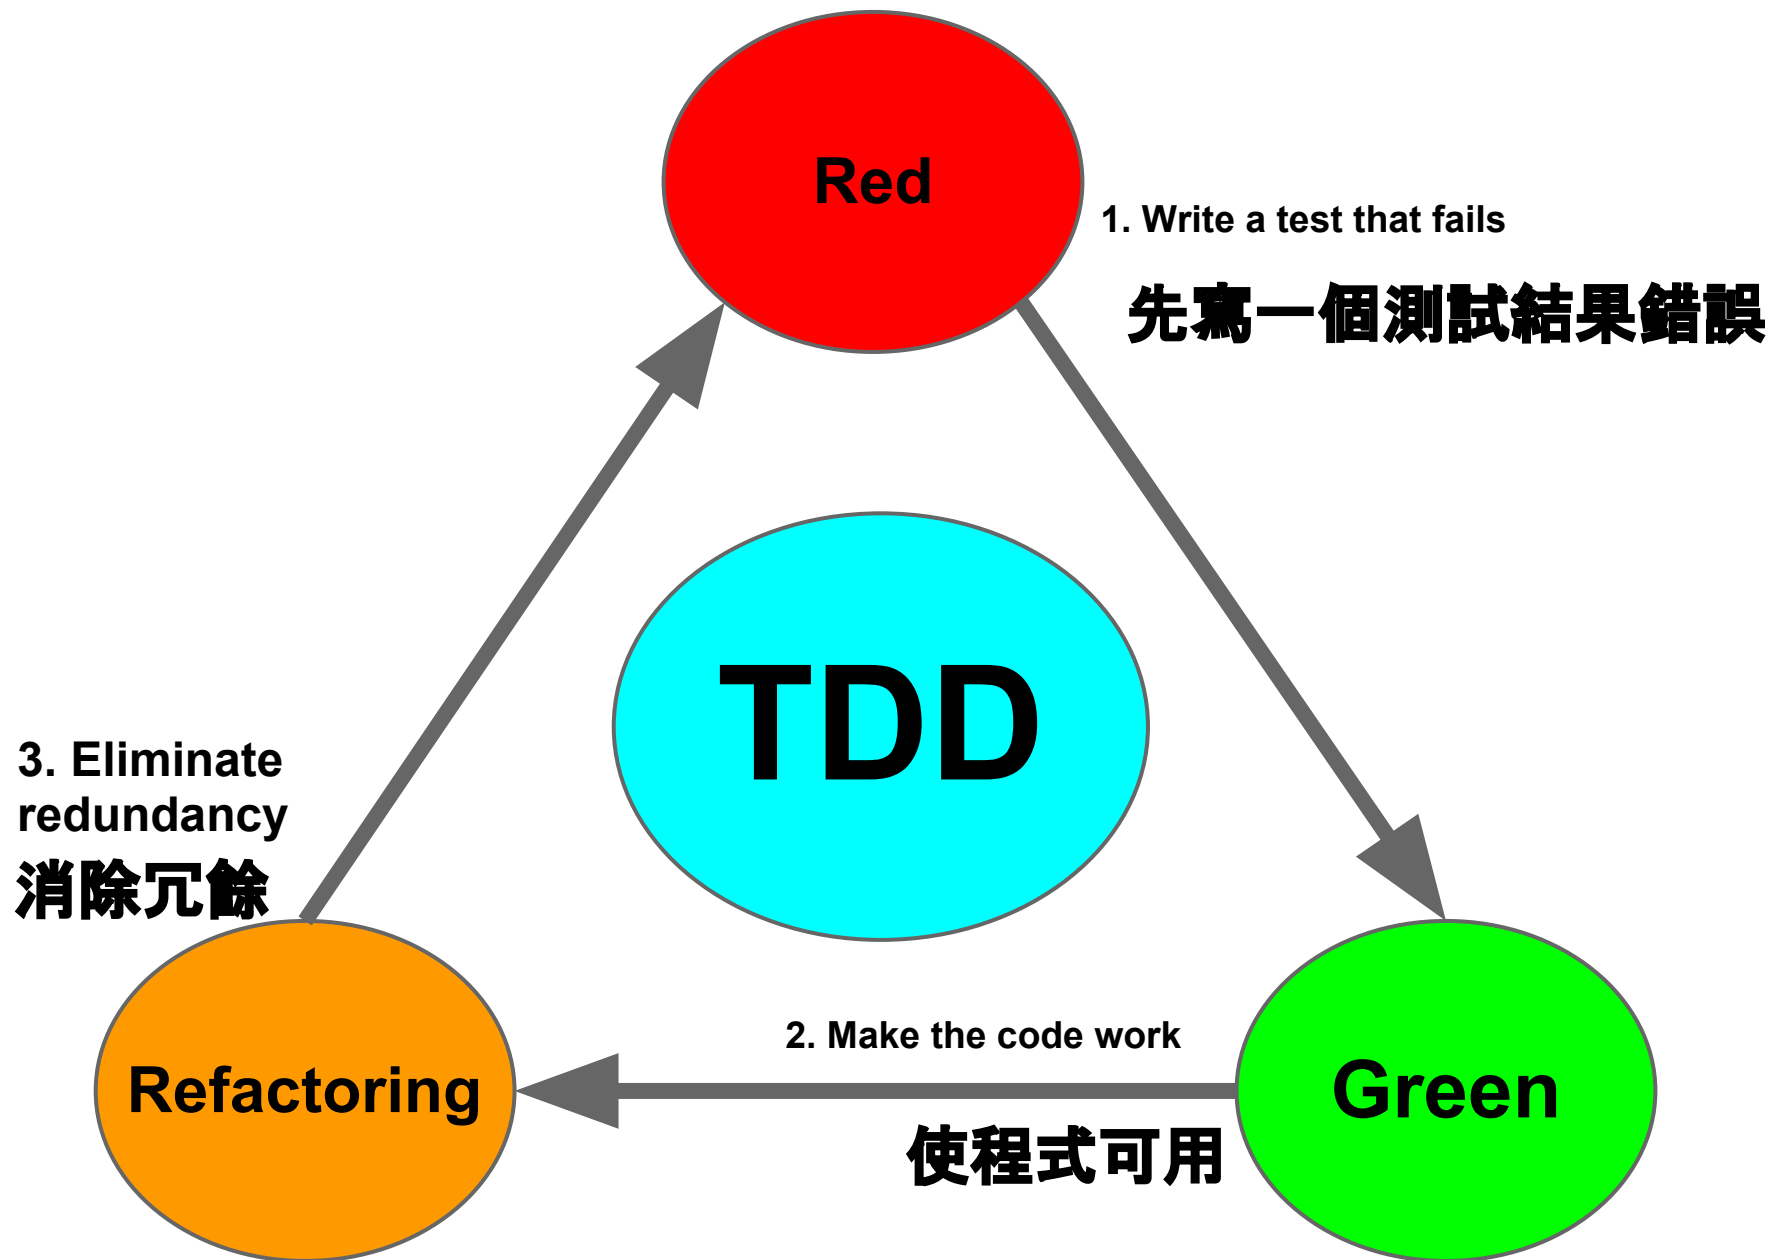 Red
1. Write a test that fails
先寫一個測試結果錯誤
TDD
3. Eliminate
redundancy
消除冗餘
2. Make the code work
使程式可用
Refactoring
Green